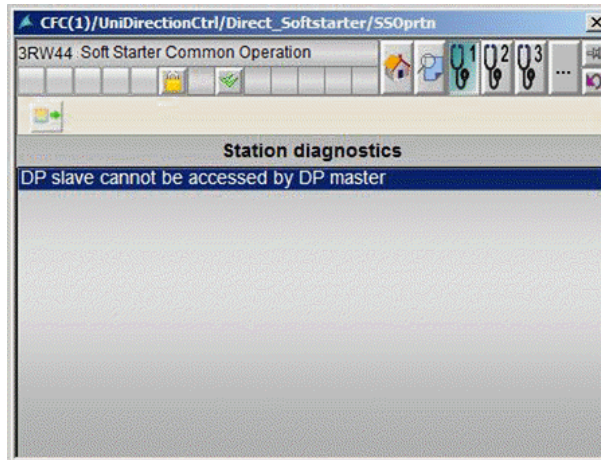 CFC(1)/UniDirectionCtrl/Direct_Softstarter/SSOprtn
3RW44 Soft Starter Common Operation
1 2 3 ...
Station diagnostics
DP slave cannot be accessed by DP master